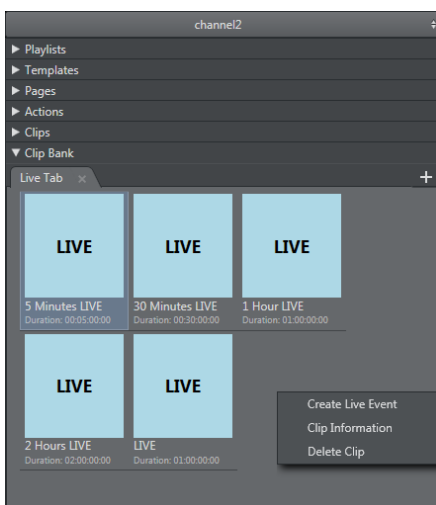 channel2
Playlists
Templates
Pages
Actions
Clips
Clip Bank
Live Tab
LIVE
LIVE
LIVE
5 Minutes LIVE
Duration: 00:05:00:00
30 Minutes LIVE
Duration: 00:30:00:00
1 Hour LIVE
Duration: 01:00:00:00
LIVE
LIVE
2 Hours LIVE
Duration: 02:00:00:00
LIVE
Duration: 01:00:00:00
Create Live Event
Clip Information
Delete Clip